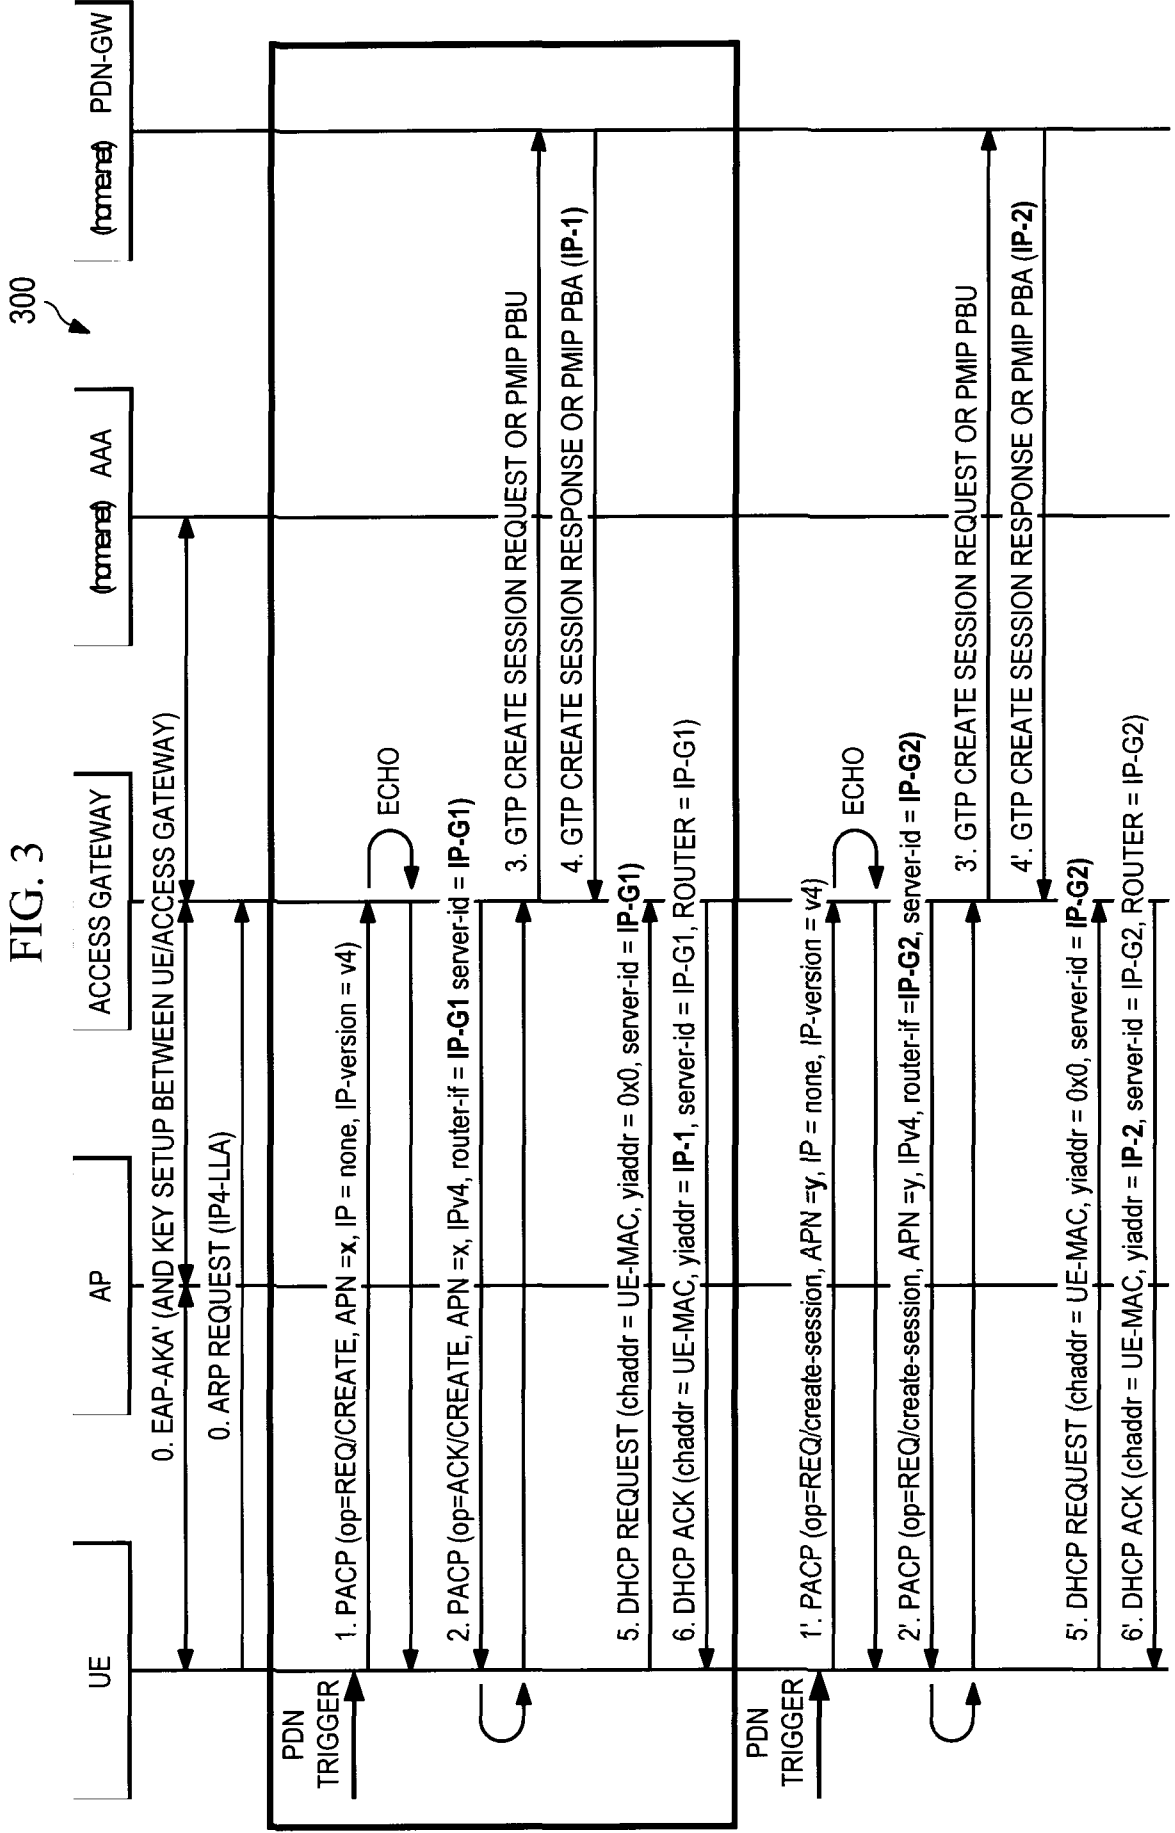 FIG. 3
300
UE
AP
ACCESS GATEWAY
(homenet) AAA
(homenet) PDN-GW
0. EAP-AKA' (AND KEY SETUP BETWEEN UE/ACCESS GATEWAY)
0. ARP REQUEST (IP4-LLA)
PDN
TRIGGER
1. PACP (op=REQ/CREATE, APN =x, IP = none, IP-version = v4)
ECHO
2. PACP (op=ACK/CREATE, APN =x, IPv4, router-if = IP-G1 server-id = IP-G1)
3. GTP CREATE SESSION REQUEST OR PMIP PBU
4. GTP CREATE SESSION RESPONSE OR PMIP PBA (IP-1)
5. DHCP REQUEST (chaddr = UE-MAC, yiaddr = 0x0, server-id = IP-G1)
6. DHCP ACK (chaddr = UE-MAC, yiaddr = IP-1, server-id = IP-G1, ROUTER = IP-G1)
PDN
TRIGGER
1'. PACP (op=REQ/create-session, APN =y, IP = none, IP-version = v4)
ECHO
2'. PACP (op=REQ/create-session, APN =y, IPv4, router-if =IP-G2, server-id = IP-G2)
3'. GTP CREATE SESSION REQUEST OR PMIP PBU
4'. GTP CREATE SESSION RESPONSE OR PMIP PBA (IP-2)
5'. DHCP REQUEST (chaddr = UE-MAC, yiaddr = 0x0, server-id = IP-G2)
6'. DHCP ACK (chaddr = UE-MAC, yiaddr = IP-2, server-id = IP-G2, ROUTER = IP-G2)